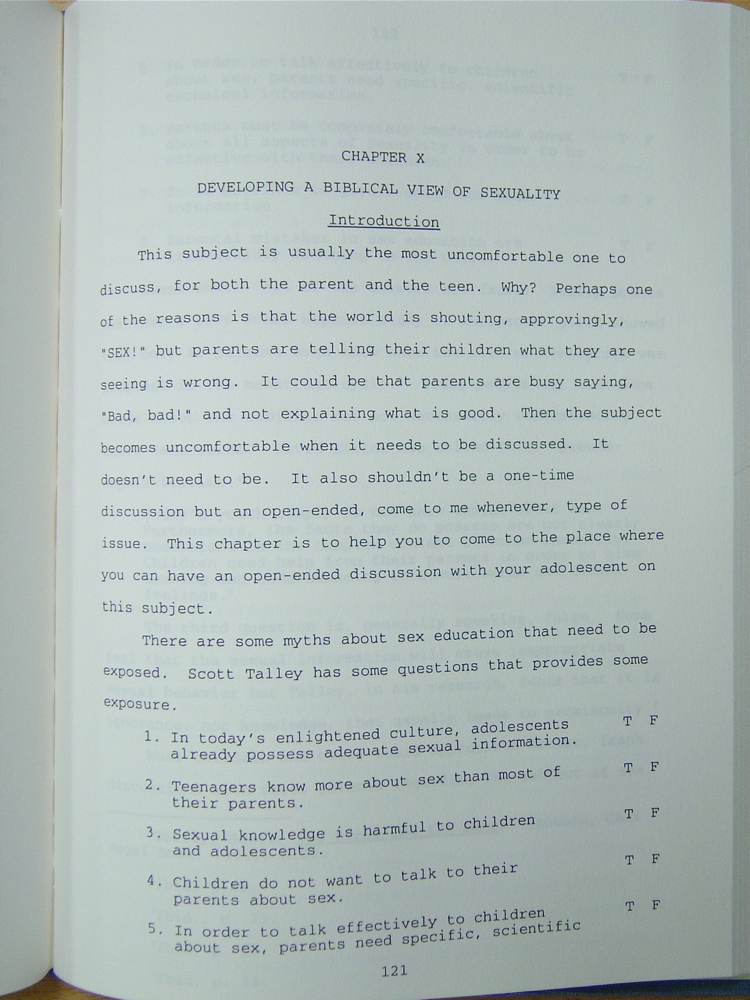 CHAPTER X
DEVELOPING A BIBLICAL VIEW OF SEXUALITY
Introduction
This subject is usually the most uncomfortable one to
discuss, for both the parent and the teen. Why? Perhaps one
of the reasons is that the world is shouting, approvingly,
"SEX!" but parents are telling their children what they are
seeing is wrong. It could be that parents are busy saying,
"Bad, bad!" and not explaining what is good. Then the subject
becomes uncomfortable when it needs to be discussed. It
doesn't need to be. It also shouldn't be a one-time
discussion but an open-ended, come to me whenever, type of
issue. This chapter is to help you to come to the place where
you can have an open-ended discussion with your adolescent on
this subject.
There are some myths about sex education that need to be
exposed. Scott Talley has some questions that provides some
exposure.
1. In today's enlightened culture, adolescents T F
already possess adequate sexual information.
2. Teenagers know more about sex than most of T F
their parents.
3. Sexual knowledge is harmful to children T F
and adolescents.
4. Children do not want to talk to their T F
parents about sex.
5. In order to talk effectively to children T F
about sex, parents need specific, scientific
121